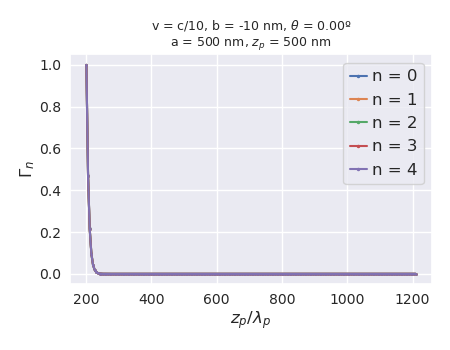 v = c/10, b = -10 nm, θ = 0.00º
a = 500 nm, z_p = 500 nm
1.0
0.8
0.6
0.4
0.2
0.0
Γ_n
n = 0
n = 1
n = 2
n = 3
n = 4
200 400 600 800 1000 1200
z_p/λ_p